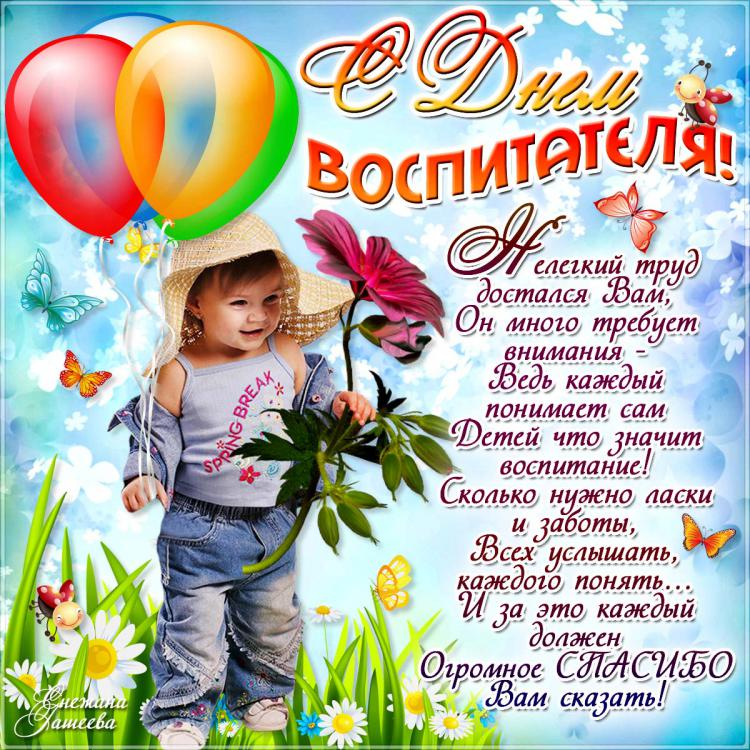 С Днем
ВОСПИТАТЕЛЯ!
Нелегкий труд
достался Вам,
Он много требует
внимания -
Ведь каждый
понимает сам
Детей что значит
воспитание!
Сколько нужно ласки
и заботы,
Всех услышать,
каждого понять...
И за это каждый
должен
Огромное СПАСИБО
Вам сказать!
SPRING BREAK
Снежана